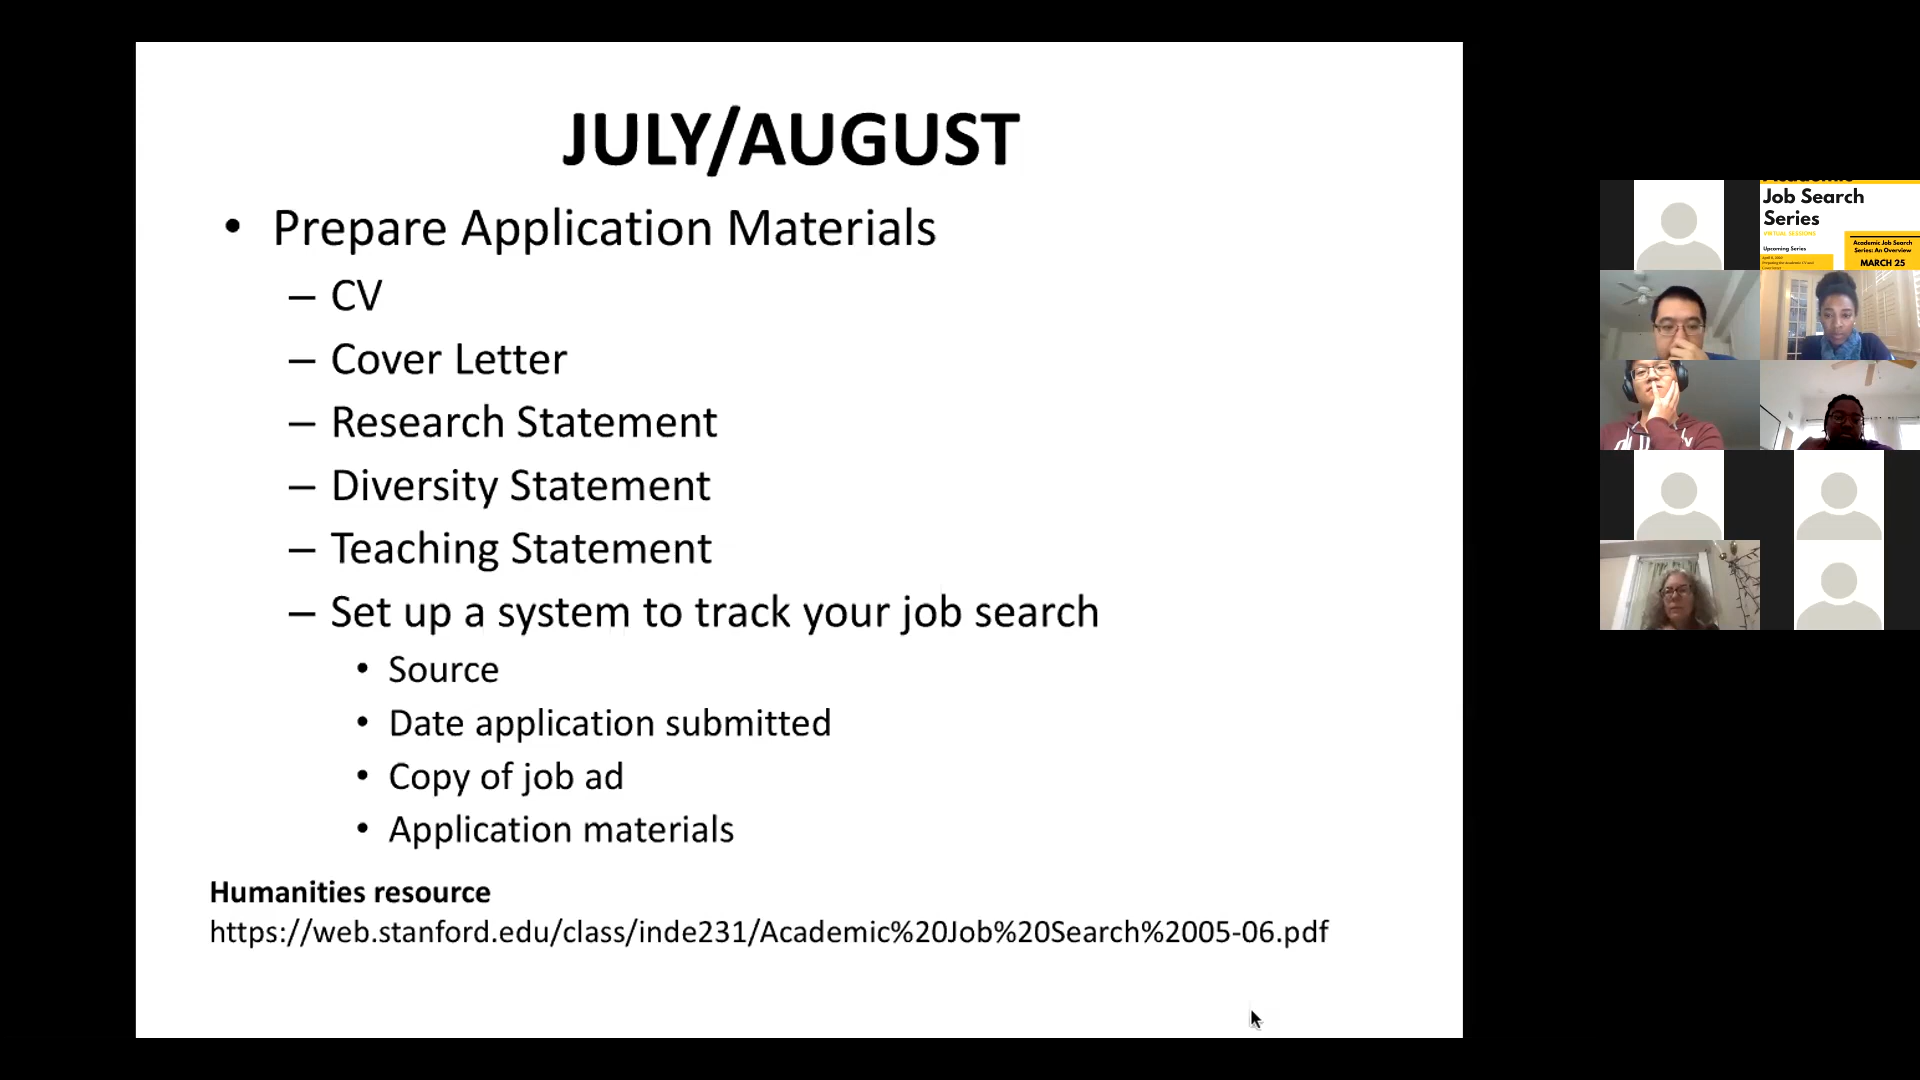 JULY/AUGUST
• Prepare Application Materials
– CV
– Cover Letter
– Research Statement
– Diversity Statement
– Teaching Statement
– Set up a system to track your job search
• Source
• Date application submitted
• Copy of job ad
• Application materials
Humanities resource
https://web.stanford.edu/class/inde231/Academic%20Job%20Search%2005-06.pdf
Academic
Job Search
Series
VIRTUAL SESSIONS
Upcoming Series
Academic Job Search
Series: An Overview
MARCH 25